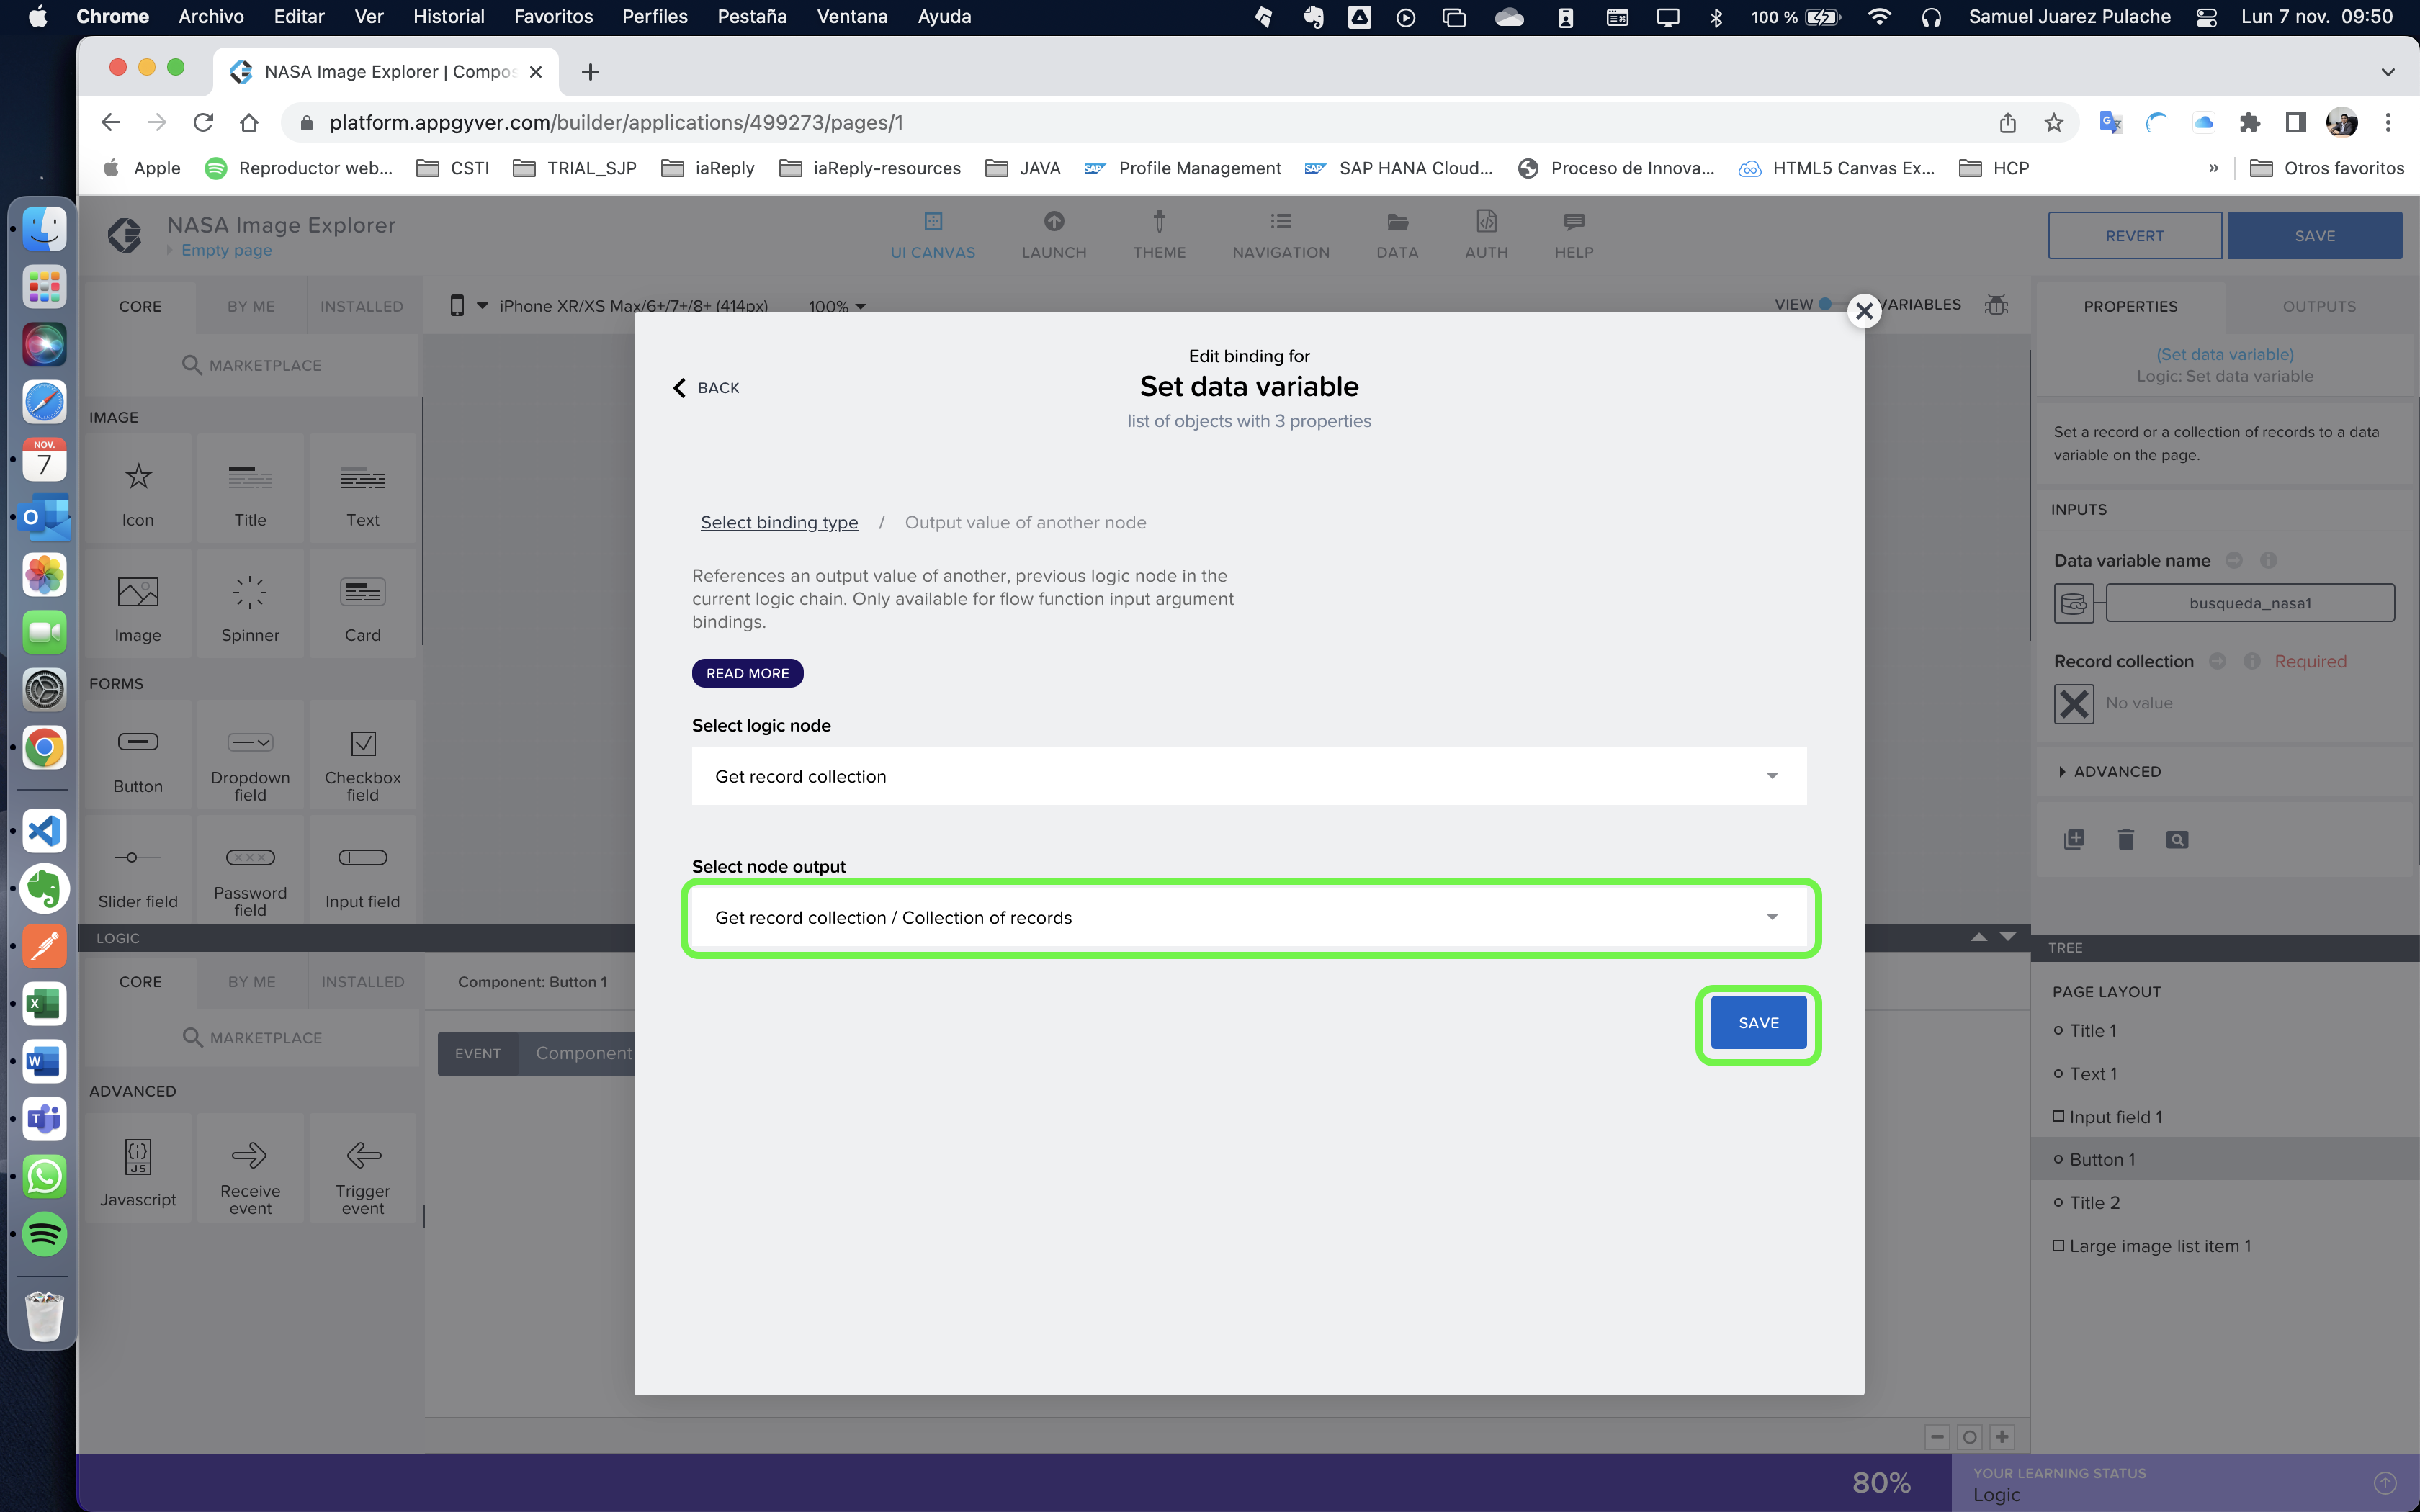 Chrome Archivo Editar Ver Historial Favoritos Perfiles Pestaña Ventana Ayuda 100 % Samuel Juarez Pulache Lun 7 nov. 09:50
NASA Image Explorer | Compos
platform.appgyver.com/builder/applications/499273/pages/1
Apple Reproductor web... CSTI TRIAL_SJP iaReply iaReply-resources JAVA Profile Management SAP HANA Cloud... Proceso de Innova... HTML5 Canvas Ex... HCP » Otros favoritos
NASA Image Explorer
Empty page
UI CANVAS LAUNCH THEME NAVIGATION DATA AUTH HELP
REVERT SAVE
CORE BY ME INSTALLED
iPhone XR/XS Max/6+/7+/8+ (414px) 100%
VIEW VARIABLES
PROPERTIES OUTPUTS
MARKETPLACE
IMAGE
Icon Title Text
Image Spinner Card
FORMS
Button Dropdown field Checkbox field
Slider field Password field Input field
LOGIC
CORE BY ME INSTALLED
MARKETPLACE
ADVANCED
Javascript Receive event Trigger event
Component: Button 1
EVENT Component
BACK
Edit binding for
Set data variable
list of objects with 3 properties
Select binding type / Output value of another node
References an output value of another, previous logic node in the
current logic chain. Only available for flow function input argument
bindings.
READ MORE
Select logic node
Get record collection
Select node output
Get record collection / Collection of records
SAVE
(Set data variable)
Logic: Set data variable
Set a record or a collection of records to a data
variable on the page.
INPUTS
Data variable name
busqueda_nasa1
Record collection Required
No value
ADVANCED
TREE
PAGE LAYOUT
Title 1
Text 1
Input field 1
Button 1
Title 2
Large image list item 1
80%
YOUR LEARNING STATUS
Logic
NOV.
7